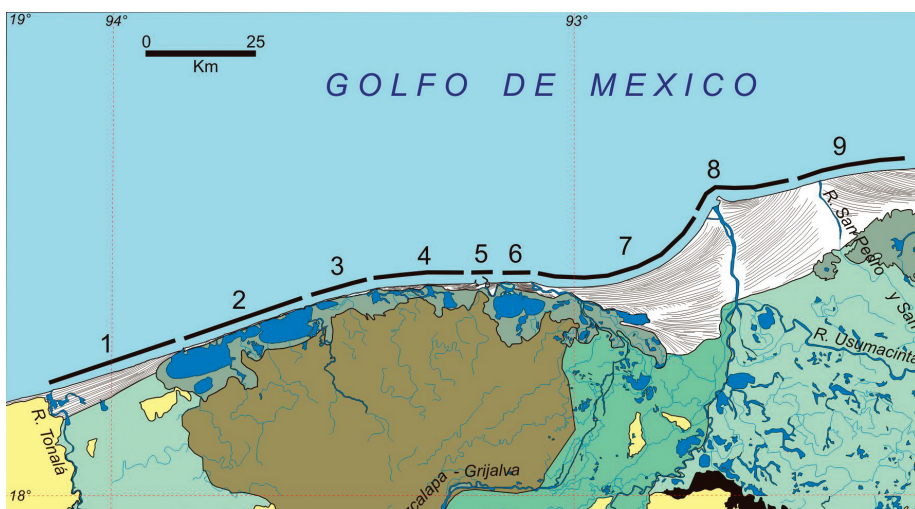 19°
94°
93°
0 25
Km
GOLFO DE MEXICO
1
2
3
4
5
6
7
8
9
R. San Pedro
y San
R. Usumacinta
R. Tonalá
18°
calapa - Grijalva